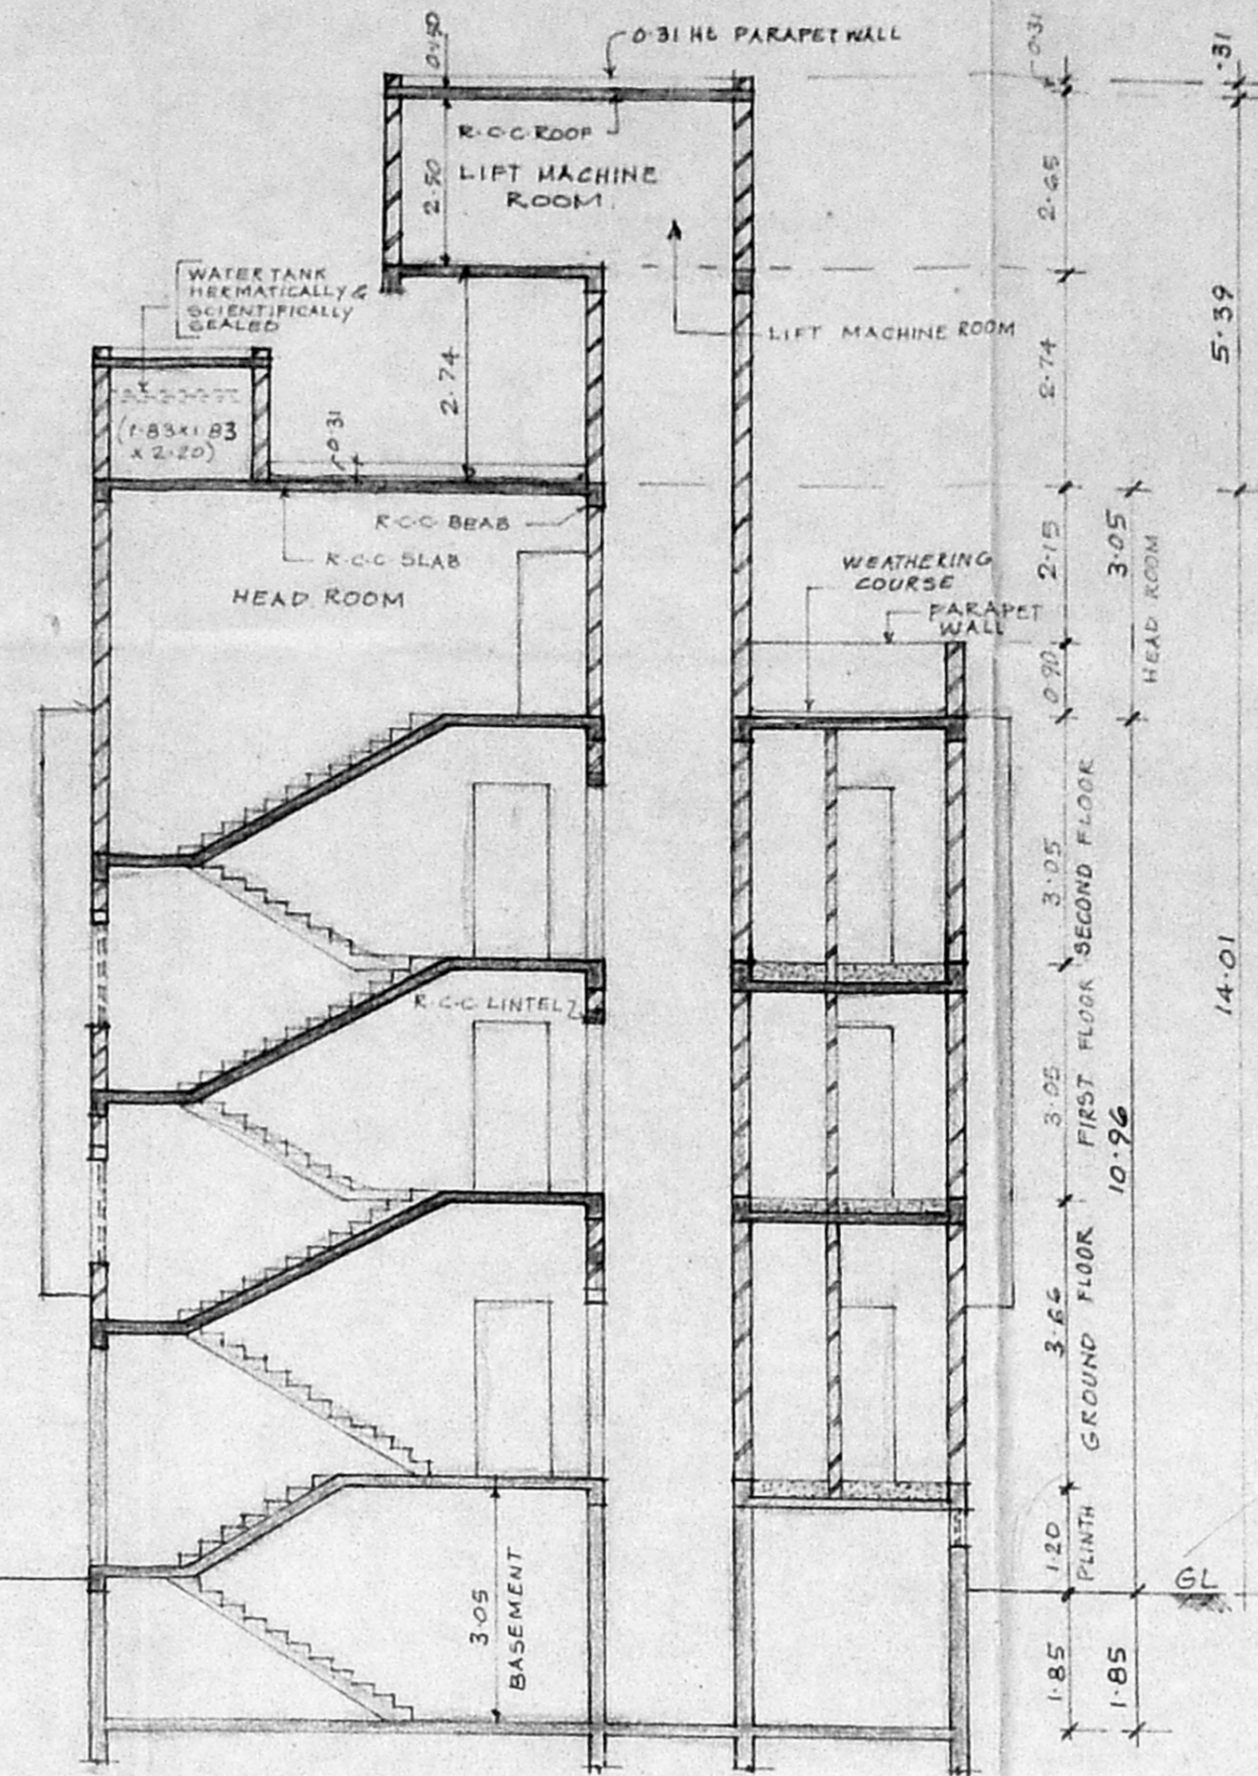 0.31 Ht PARAPET WALL
0.31
.31
R.C.C ROOF
2.90
LIFT MACHINE
ROOM.
2.65
WATER TANK
HERMATICALLY &
SCIENTIFICALLY
SEALED
LIFT MACHINE ROOM
5.39
2.74
2.74
(1.83x1.83
x 2.20)
0.31
R.C.C BEAB
R.C.C SLAB
HEAD ROOM
WEATHERING
COURSE
PARAPET
WALL
2.15
3.05
HEAD ROOM
0.90
3.05
SECOND FLOOR
R.C.C LINTEL
14.01
3.05
FIRST FLOOR
10.96
3.66
GROUND FLOOR
3.05
BASEMENT
1.20
PLINTH
GL
1.85
1.85